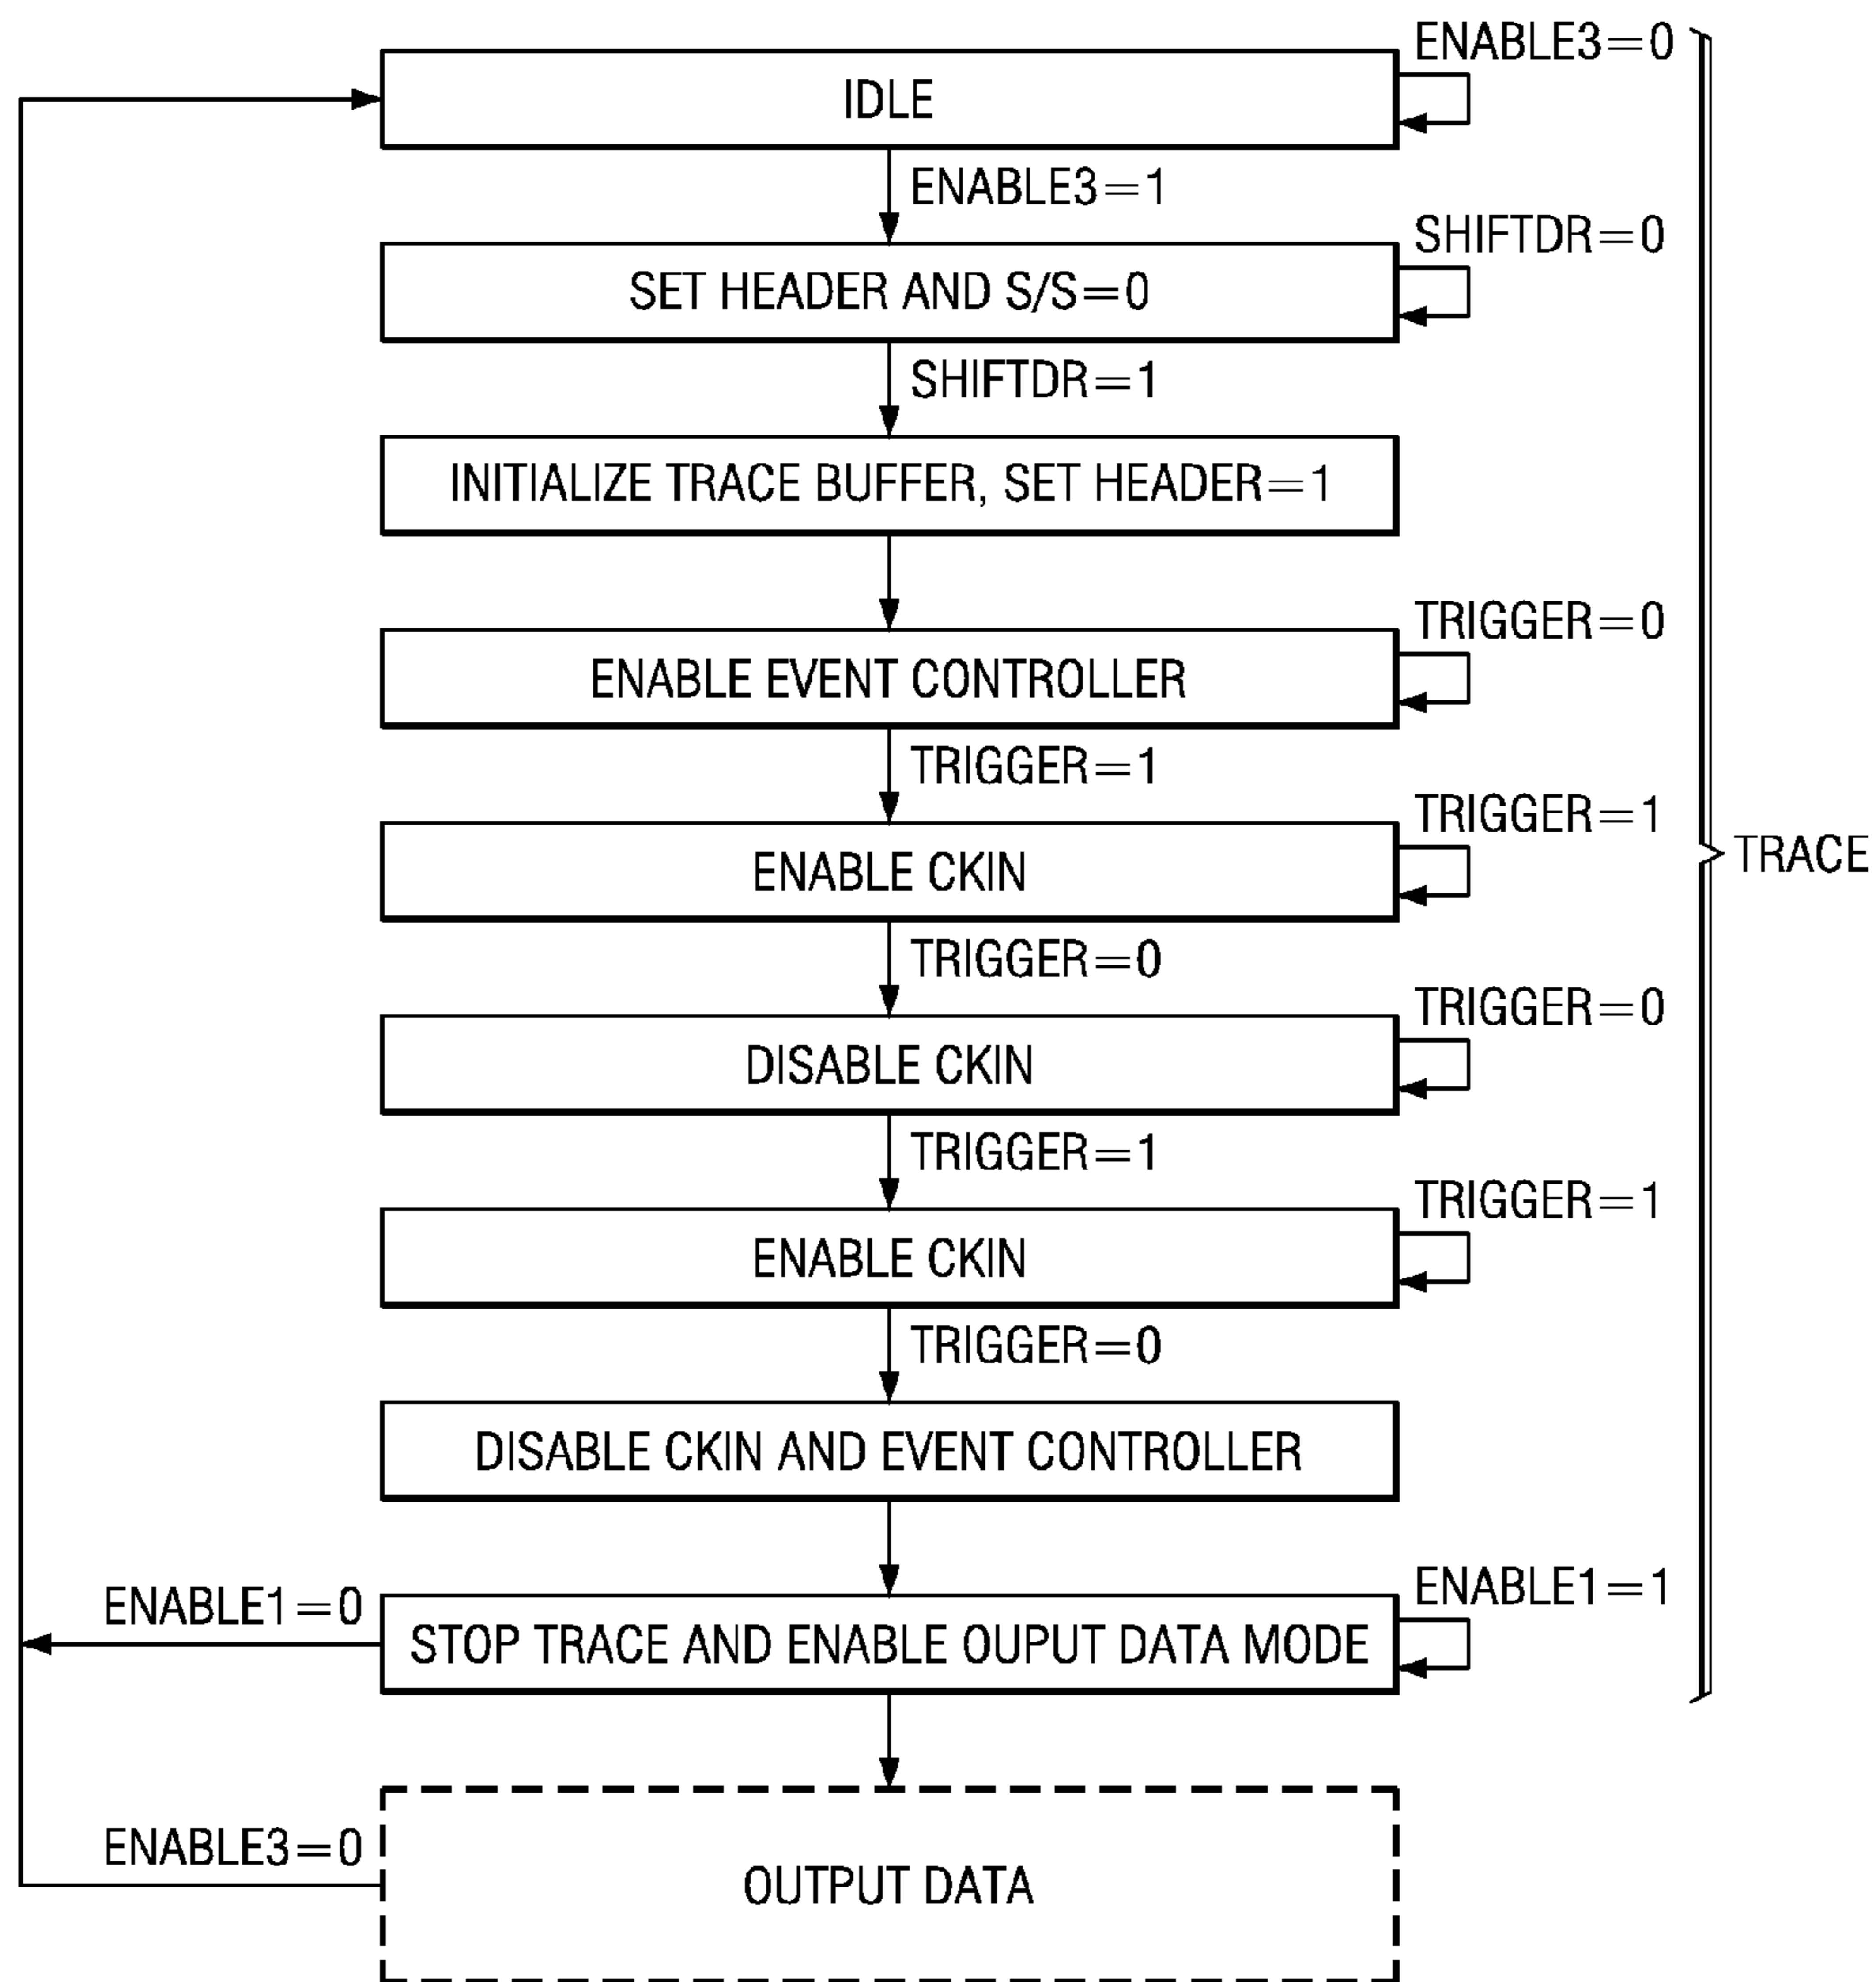 ENABLE3=0
IDLE
ENABLE3=1
SHIFTDR=0
SET HEADER AND S/S=0
SHIFTDR=1
INITIALIZE TRACE BUFFER, SET HEADER=1
TRIGGER=0
ENABLE EVENT CONTROLLER
TRIGGER=1
TRIGGER=1
TRACE
ENABLE CKIN
TRIGGER=0
TRIGGER=0
DISABLE CKIN
TRIGGER=1
TRIGGER=1
ENABLE CKIN
TRIGGER=0
DISABLE CKIN AND EVENT CONTROLLER
ENABLE1=1
ENABLE1=0
STOP TRACE AND ENABLE OUPUT DATA MODE
ENABLE3=0
OUTPUT DATA